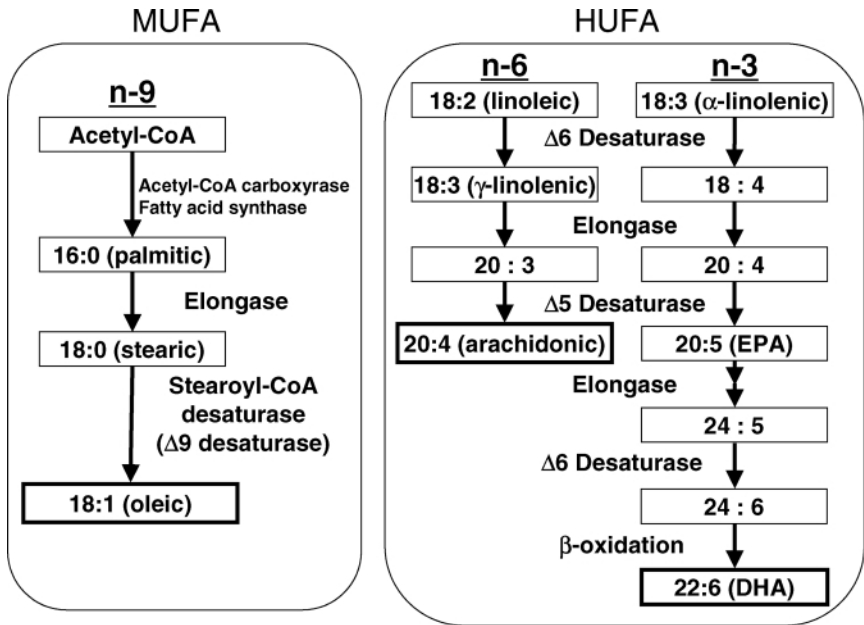 MUFA
n-9
Acetyl-CoA
Acetyl-CoA carboxyrase
Fatty acid synthase
16:0 (palmitic)
Elongase
18:0 (stearic)
Stearoyl-CoA
desaturase
(Δ9 desaturase)
18:1 (oleic)
HUFA
n-6
n-3
18:2 (linoleic)
18:3 (α-linolenic)
Δ6 Desaturase
18:3 (γ-linolenic)
18 : 4
Elongase
20 : 3
20 : 4
Δ5 Desaturase
20:4 (arachidonic)
20:5 (EPA)
Elongase
24 : 5
Δ6 Desaturase
24 : 6
β-oxidation
22:6 (DHA)